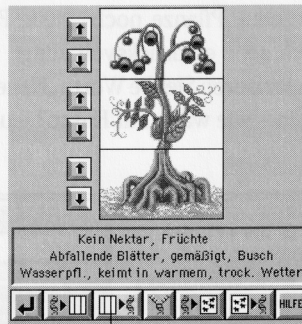 Kein Nektar, Früchte
Abfallende Blätter, gemäßigt, Busch
Wasserpfl., keimt in warmem, trock. Wetter
HILFE